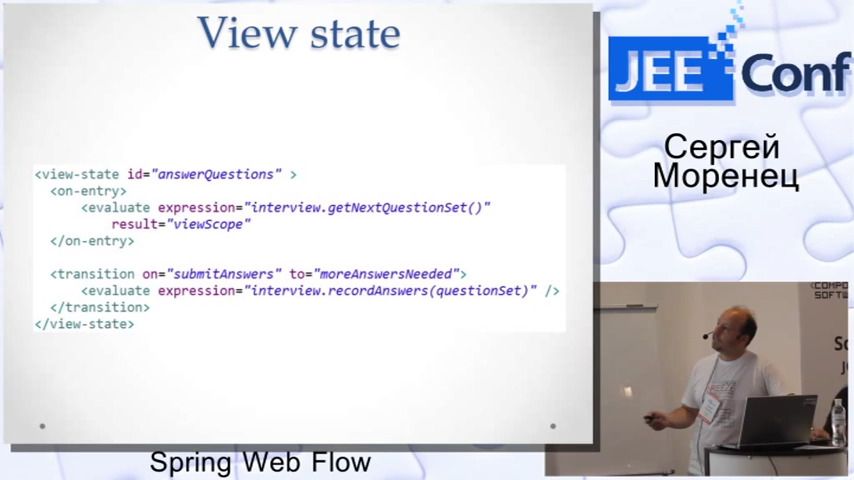 View state
<view-state id="answerQuestions" >
<on-entry>
<evaluate expression="interview.getNextQuestionSet()"
result="viewScope"
</on-entry>
<transition on="submitAnswers" to="moreAnswersNeeded">
<evaluate expression="interview.recordAnswers(questionSet)" />
</transition>
</view-state>
JEE Conf
Сергей
Моренец
Spring Web Flow